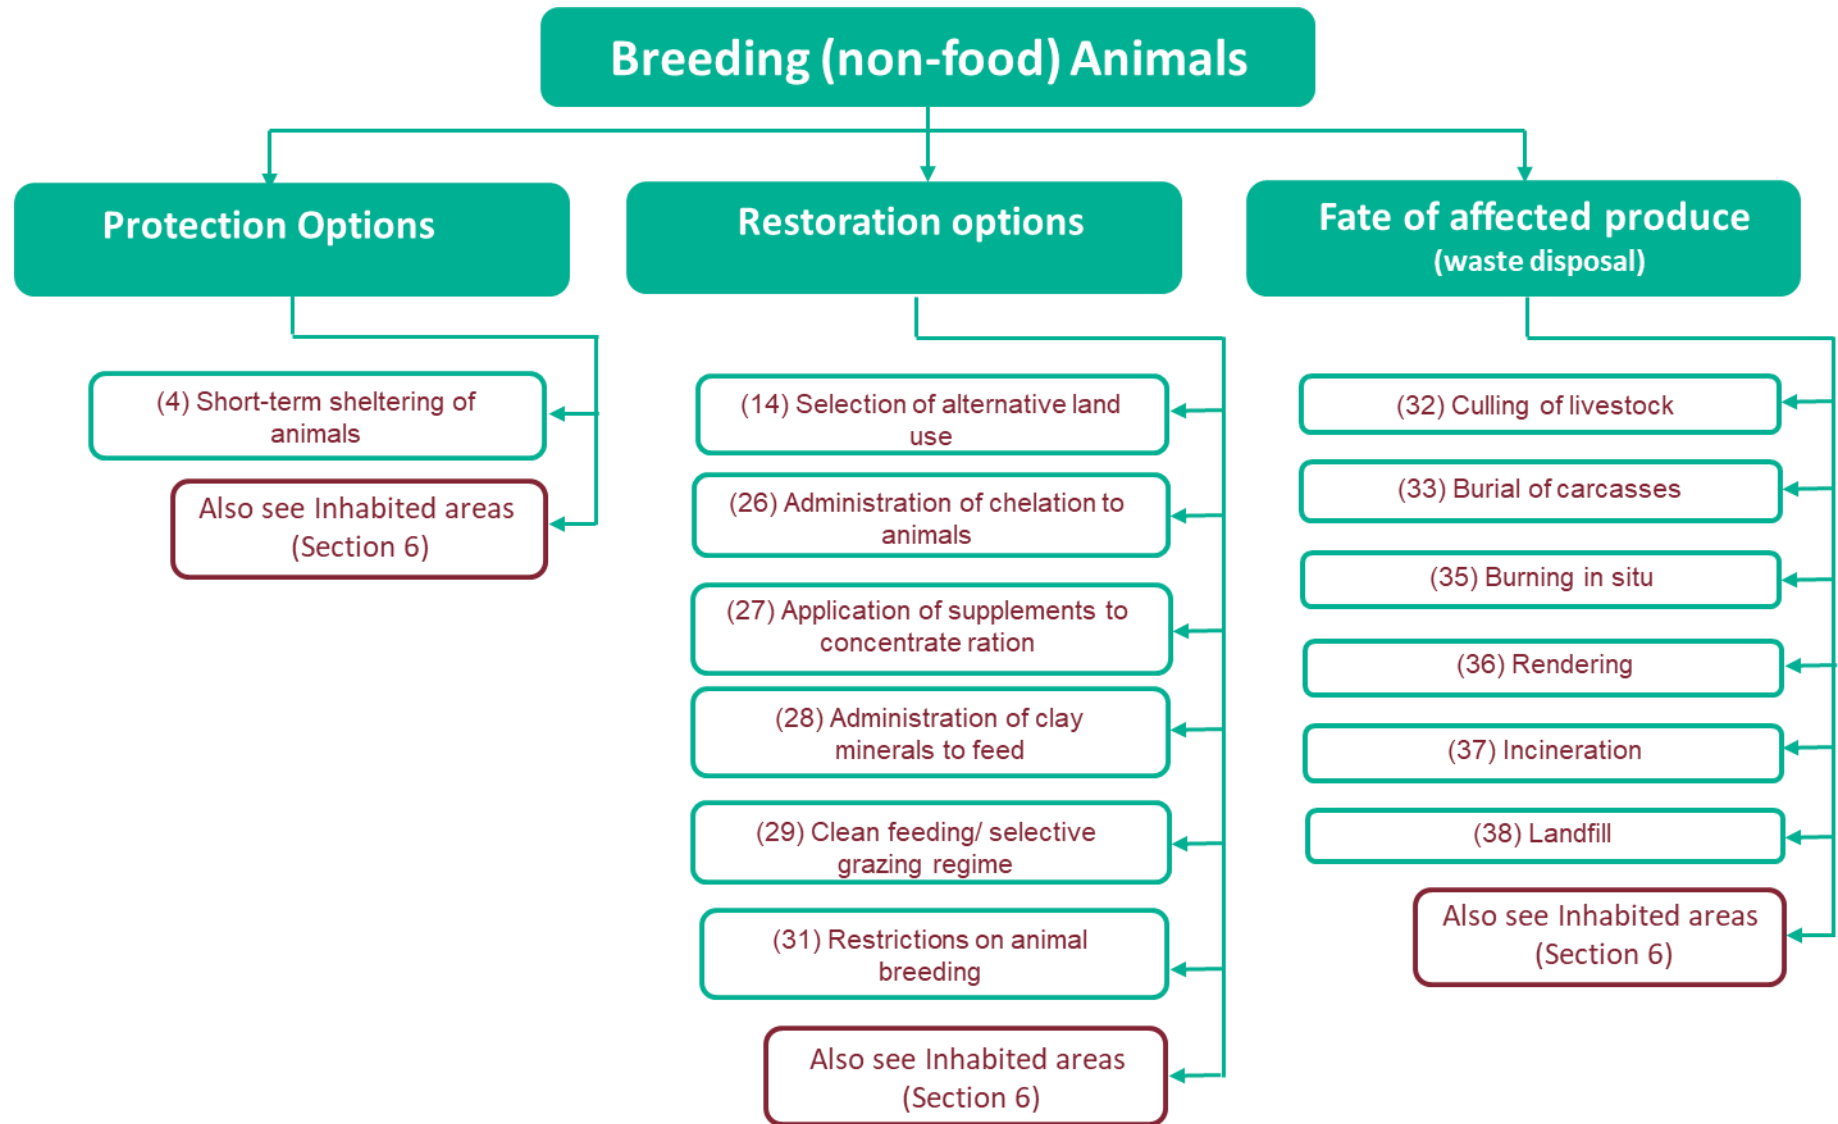 Breeding (non-food) Animals
Protection Options
(4) Short-term sheltering of
animals
Also see Inhabited areas
(Section 6)
Restoration options
(14) Selection of alternative land
use
(26) Administration of chelation to
animals
(27) Application of supplements to
concentrate ration
(28) Administration of clay
minerals to feed
(29) Clean feeding/ selective
grazing regime
(31) Restrictions on animal
breeding
Also see Inhabited areas
(Section 6)
Fate of affected produce
(waste disposal)
(32) Culling of livestock
(33) Burial of carcasses
(35) Burning in situ
(36) Rendering
(37) Incineration
(38) Landfill
Also see Inhabited areas
(Section 6)